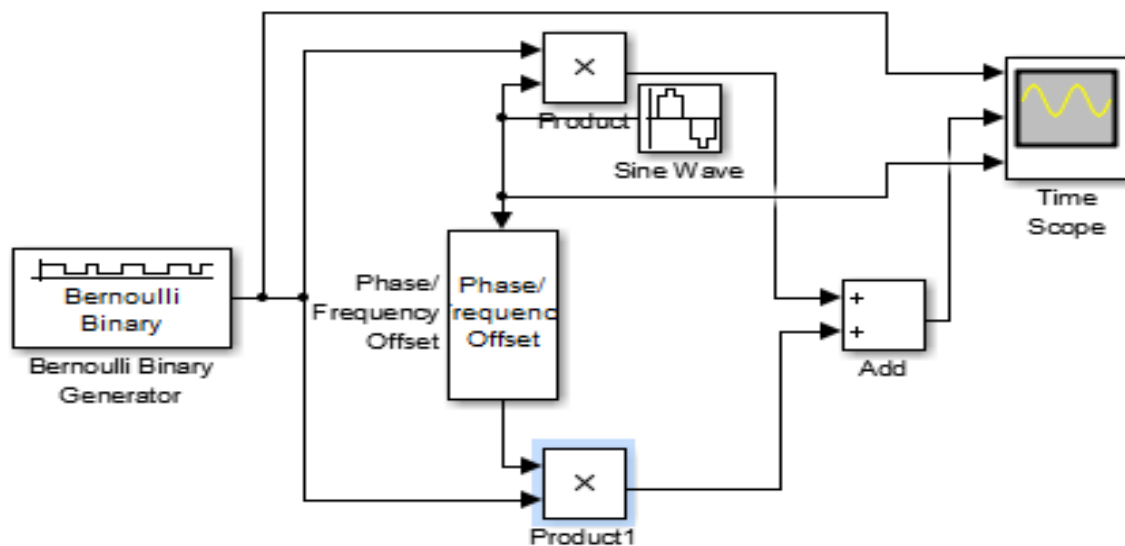 ×
Product
Sine Wave
Time
Scope
Bernoulli
Binary
Bernoulli Binary
Generator
Phase/
Frequency
Offset
Phase/
requenc
Offset
+
+
Add
×
Product1